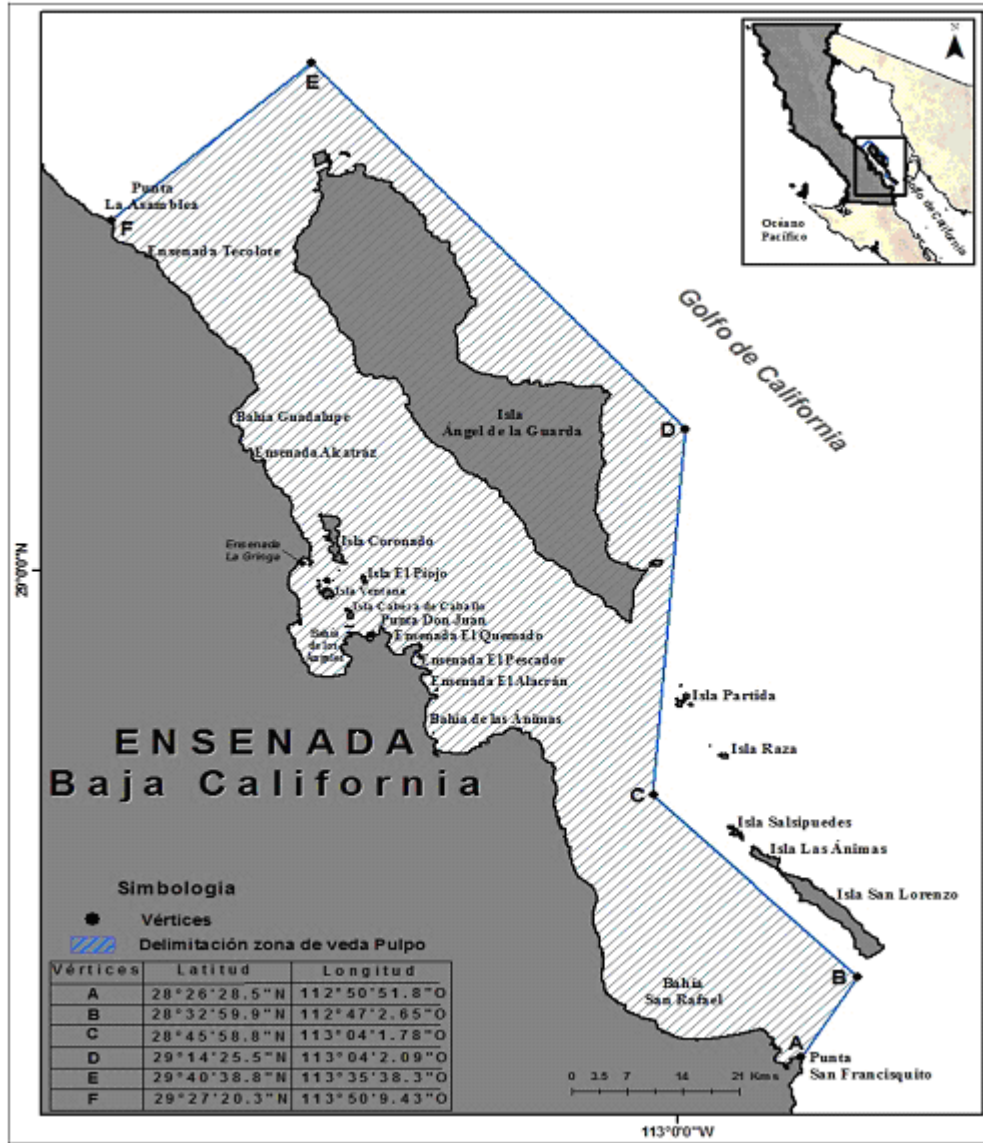 N
Océano
Pacífico
Golfo de California
E
Punta
La Asamblea
F
Ensenada Tecolote
Golfo de California
Isla
Ángel de la Guarda
D
Bahía Guadalupe
Ensenada Alcatráz
29°0'0"N
Ensenada
La Gringa
Isla Coronado
Isla El Piojo
Isla Ventana
Isla Cabeza de Caballo
Punta Don Juan
Bahía
de los
Ángeles
Ensenada El Quemado
Ensenada El Pescador
Ensenada El Alacrán
Bahía de las Ánimas
Isla Partida
Isla Raza
ENSENADA
Baja California
C
Isla Salsipuedes
Isla Las Ánimas
Isla San Lorenzo
B
Bahía
San Rafael
A
Punta
San Francisquito
Simbología
Vértices
Delimitación zona de veda Pulpo
Vértices Latitud Longitud
A 28°26'28.5"N 112°50'51.8"O
B 28°32'59.9"N 112°47'2.65"O
C 28°45'58.8"N 113°04'1.78"O
D 29°14'25.5"N 113°04'2.09"O
E 29°40'38.8"N 113°35'38.3"O
F 29°27'20.3"N 113°50'9.43"O
0 3.5 7 14 21 Kms
113°0'0"W